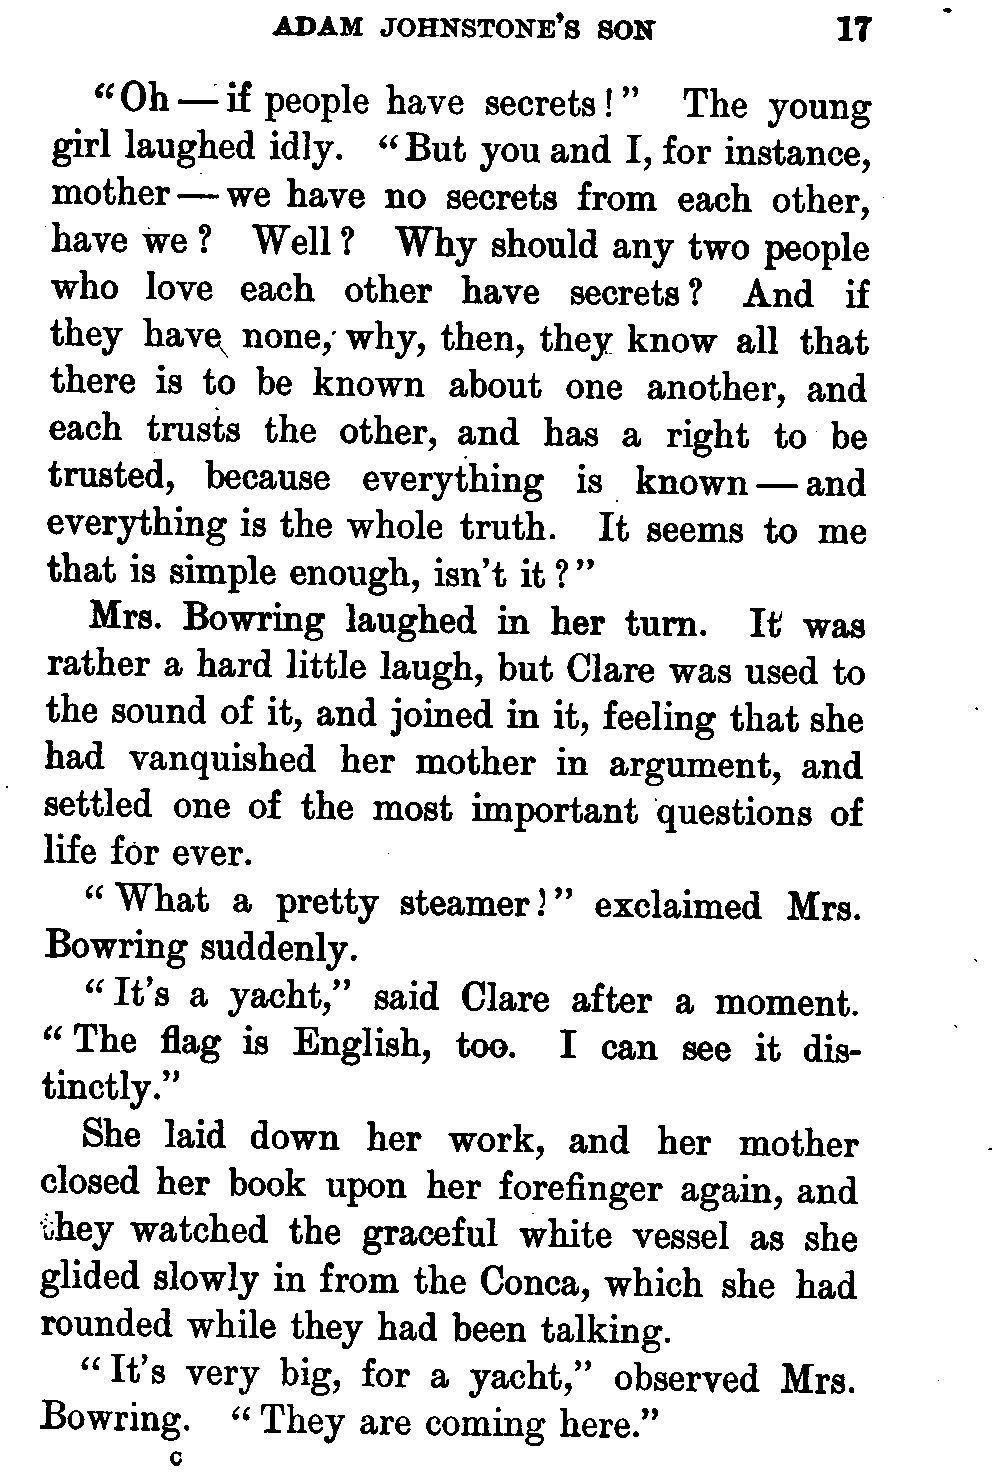 ADAM JOHNSTONE'S SON 17
"Oh — if people have secrets!" The young
girl laughed idly. "But you and I, for instance,
mother — we have no secrets from each other,
have we? Well? Why should any two people
who love each other have secrets? And if
they have none, why, then, they know all that
there is to be known about one another, and
each trusts the other, and has a right to be
trusted, because everything is known — and
everything is the whole truth. It seems to me
that is simple enough, isn't it?"
Mrs. Bowring laughed in her turn. It was
rather a hard little laugh, but Clare was used to
the sound of it, and joined in it, feeling that she
had vanquished her mother in argument, and
settled one of the most important questions of
life for ever.
"What a pretty steamer!" exclaimed Mrs.
Bowring suddenly.
"It's a yacht," said Clare after a moment.
"The flag is English, too. I can see it dis-
tinctly."
She laid down her work, and her mother
closed her book upon her forefinger again, and
they watched the graceful white vessel as she
glided slowly in from the Conca, which she had
rounded while they had been talking.
"It's very big, for a yacht," observed Mrs.
Bowring. "They are coming here."
C